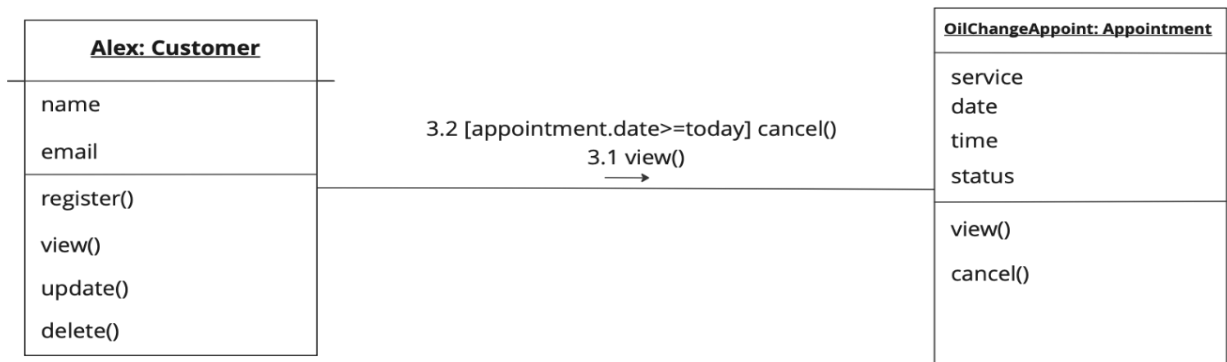 Alex: Customer
name
email
register()
view()
update()
delete()
3.2 [appointment.date>=today] cancel()
3.1 view()
OilChangeAppoint: Appointment
service
date
time
status
view()
cancel()